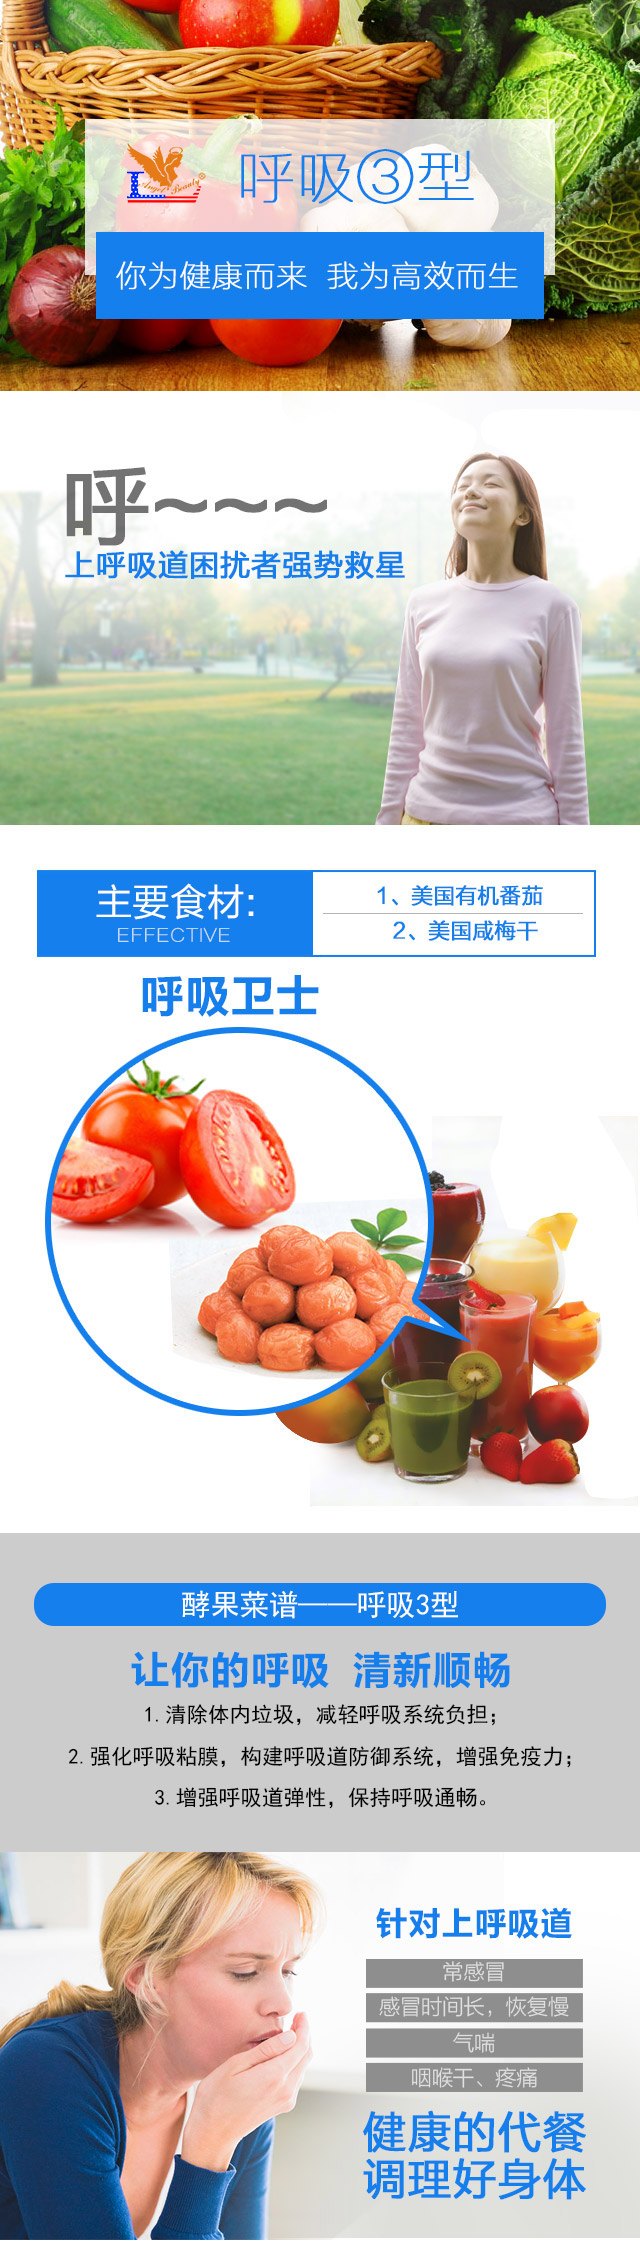 Angel Beauty®
呼吸③型
你为健康而来 我为高效而生
呼~~~
上呼吸道困扰者强势救星
主要食材:
EFFECTIVE
1、美国有机番茄
2、美国咸梅干
呼吸卫士
酵果菜谱——呼吸3型
让你的呼吸 清新顺畅
1.清除体内垃圾，减轻呼吸系统负担；
2.强化呼吸粘膜，构建呼吸道防御系统，增强免疫力；
3.增强呼吸道弹性，保持呼吸通畅。
针对上呼吸道
常感冒
感冒时间长，恢复慢
气喘
咽喉干、疼痛
健康的代餐
调理好身体